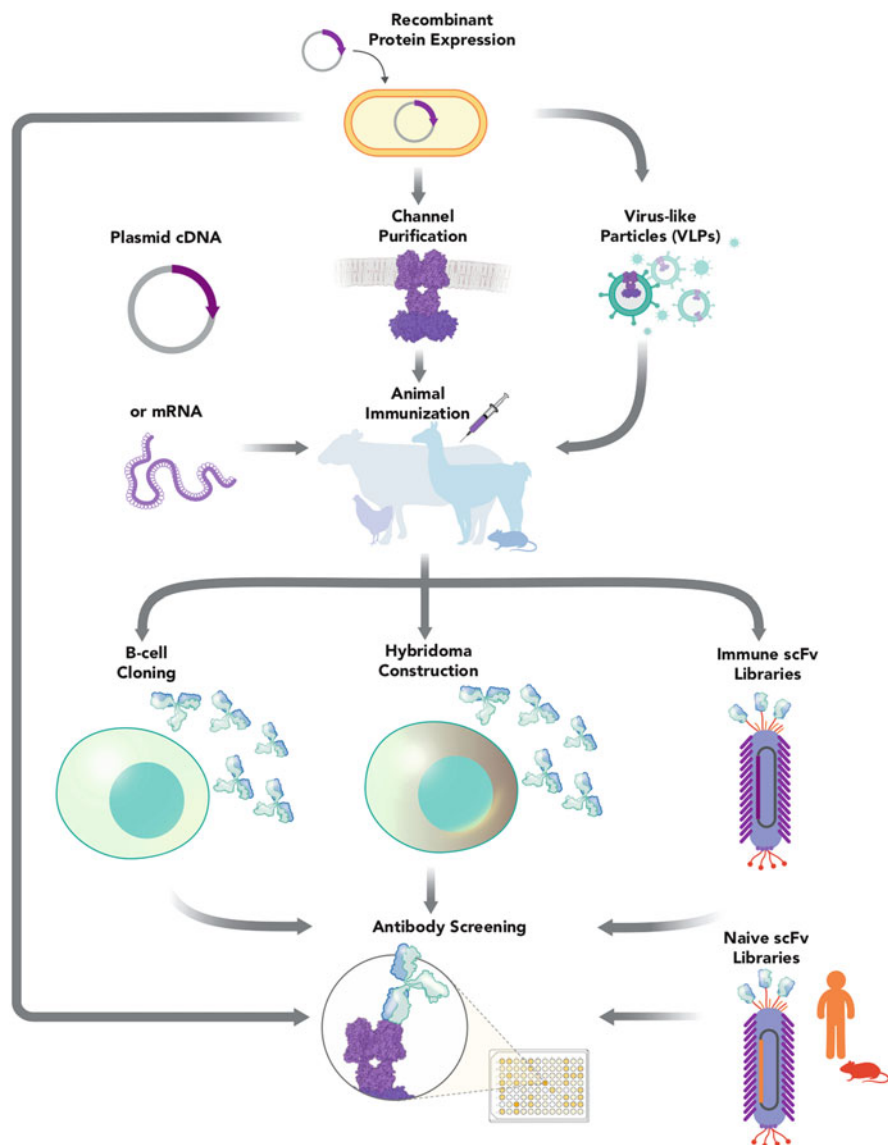 Recombinant
Protein Expression
Plasmid cDNA
Channel
Purification
Virus-like
Particles (VLPs)
or mRNA
Animal
Immunization
B-cell
Cloning
Hybridoma
Construction
Immune scFv
Libraries
Antibody Screening
Naive scFv
Libraries